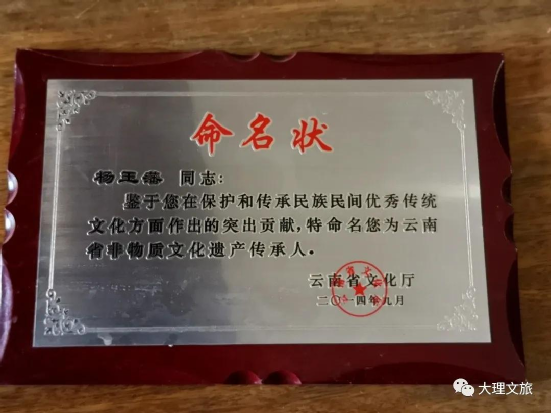 命名状
杨玉藩 同志:
鉴于您在保护和传承民族民间优秀传统
文化方面作出的突出贡献,特命名您为云南
省非物质文化遗产传承人。
云南省文化厅
二〇一四年九月
大理文旅